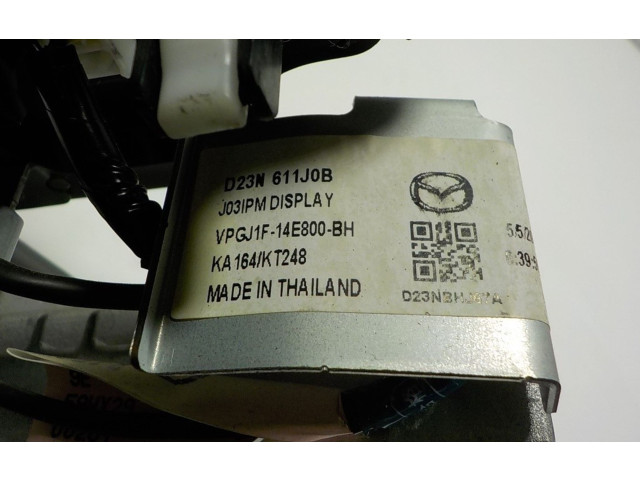 D23N 611J0B
J03IPM DISPLAY
VPGJ1F-14E800-BH
KA164/KT248
MADE IN THAILAND